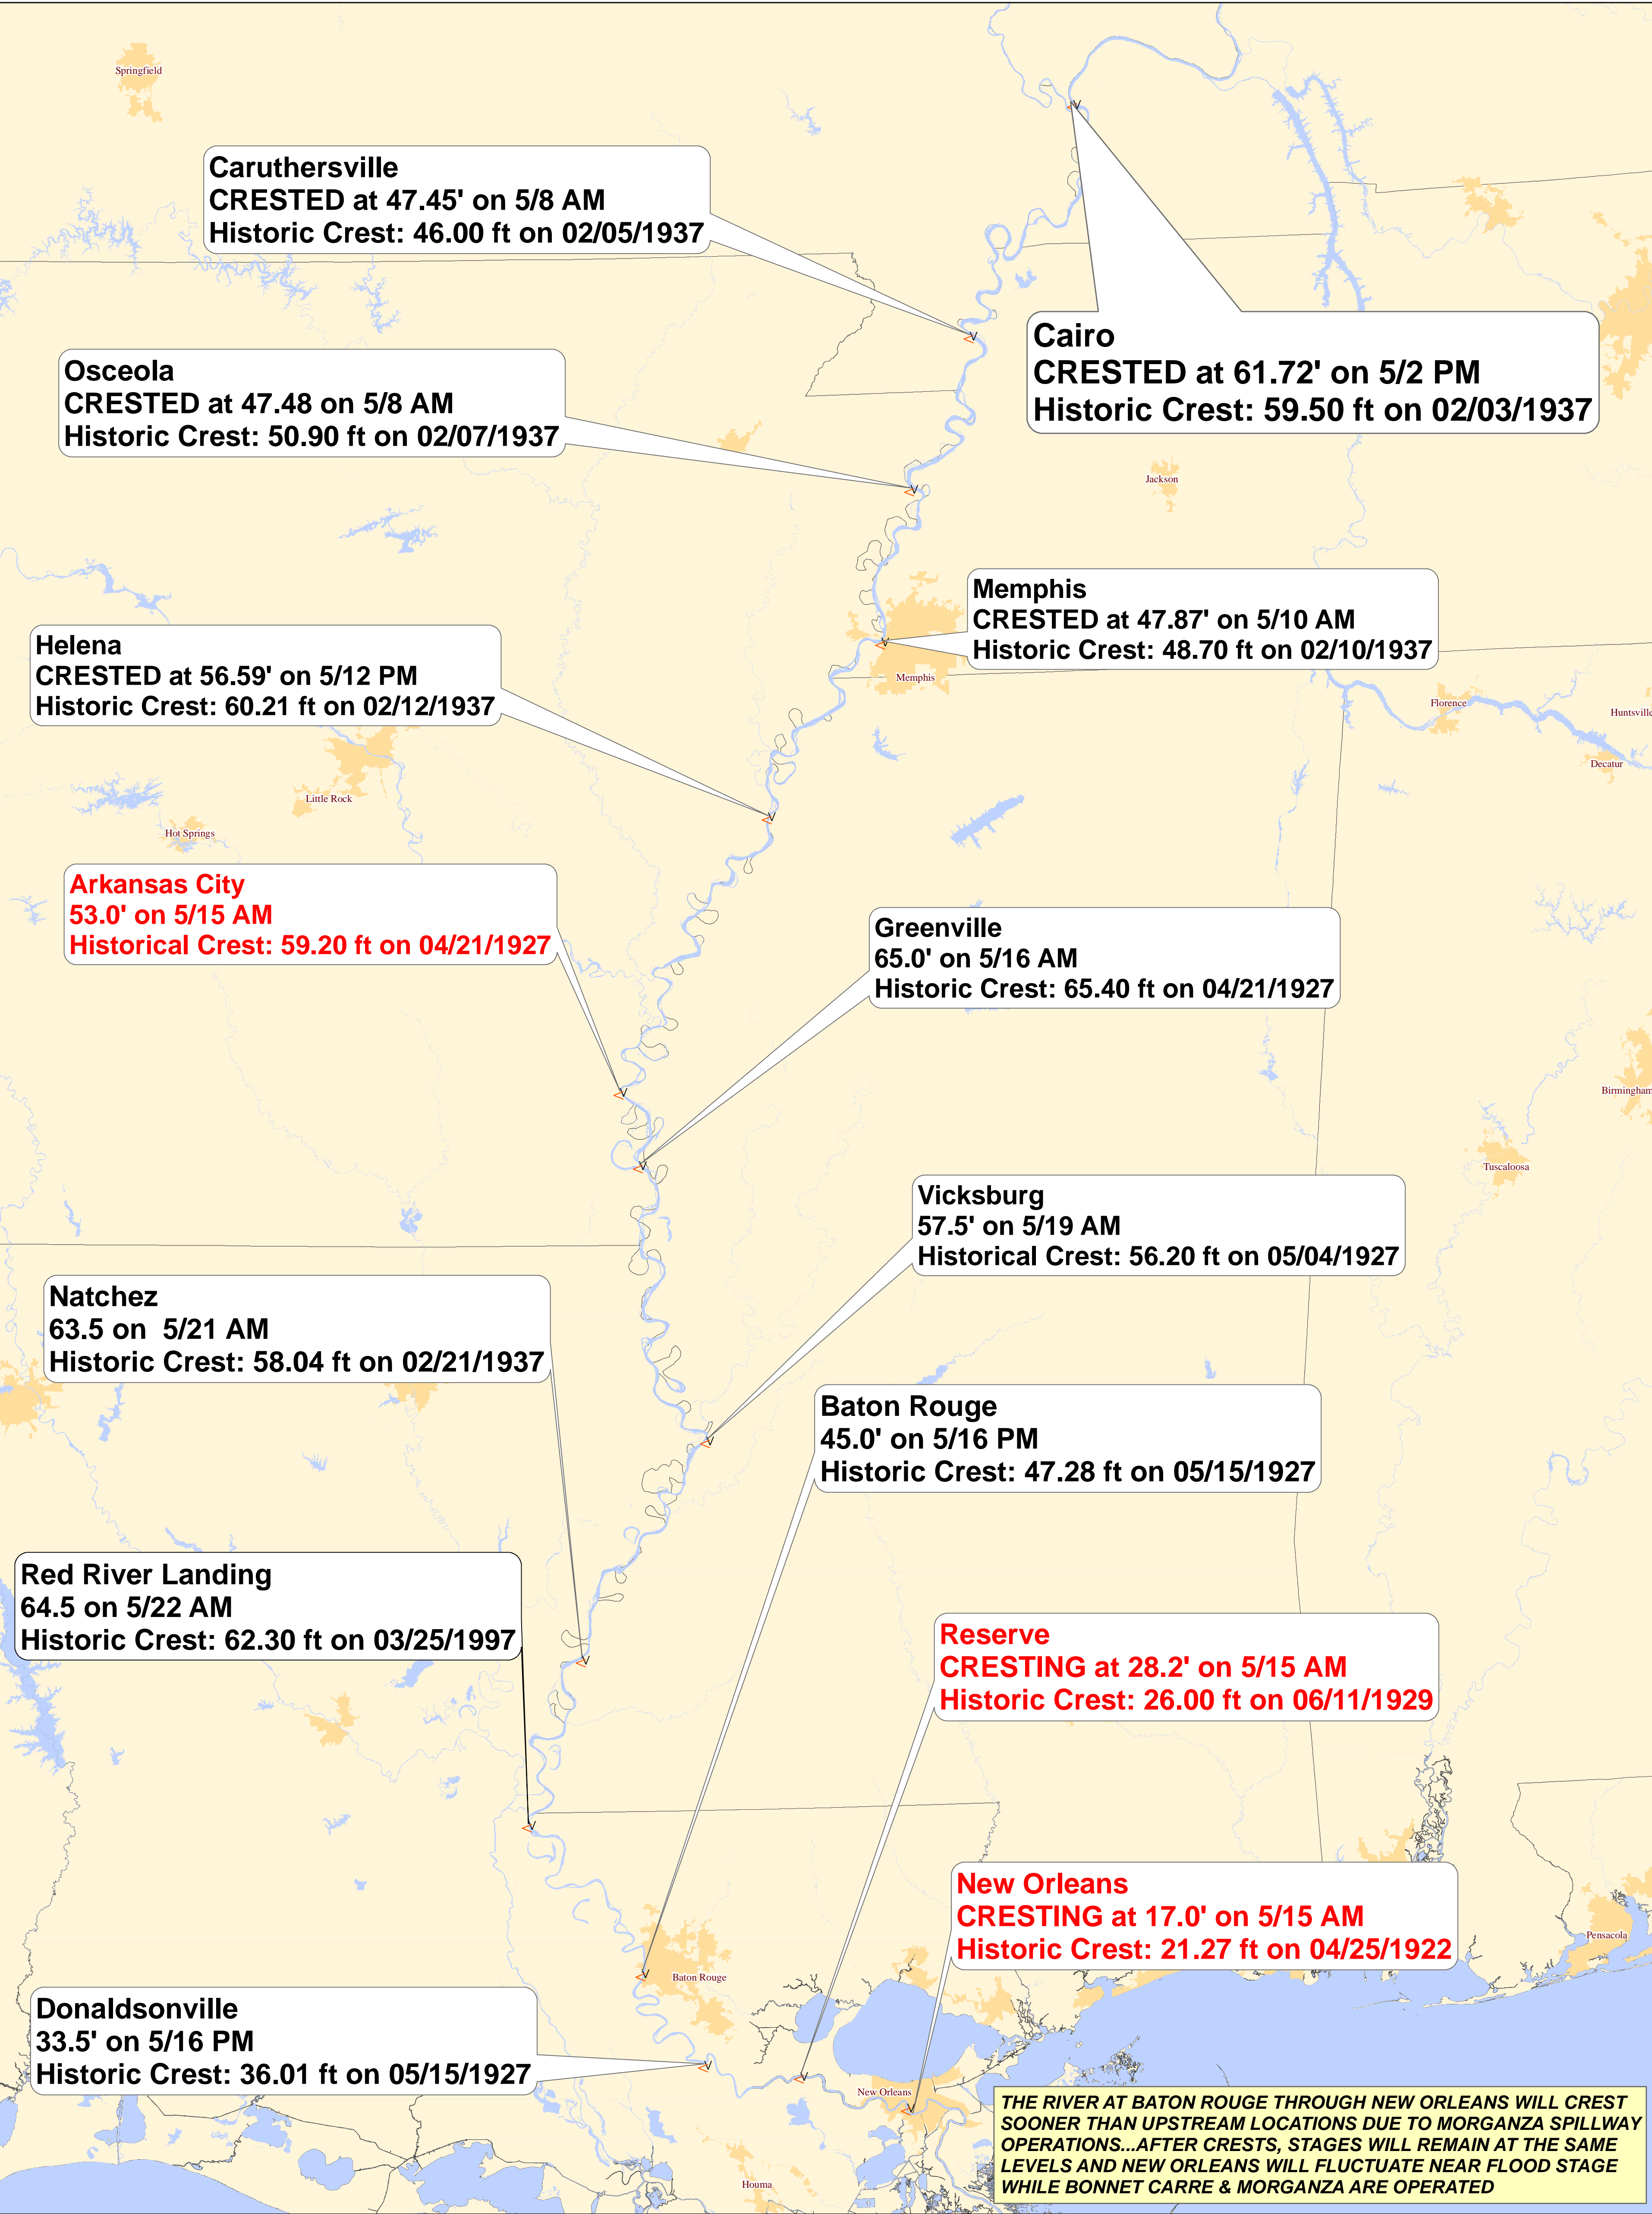 Springfield
Caruthersville
CRESTED at 47.45' on 5/8 AM
Historic Crest: 46.00 ft on 02/05/1937
Cairo
CRESTED at 61.72' on 5/2 PM
Historic Crest: 59.50 ft on 02/03/1937
Osceola
CRESTED at 47.48 on 5/8 AM
Historic Crest: 50.90 ft on 02/07/1937
Jackson
Memphis
CRESTED at 47.87' on 5/10 AM
Historic Crest: 48.70 ft on 02/10/1937
Helena
CRESTED at 56.59' on 5/12 PM
Historic Crest: 60.21 ft on 02/12/1937
Memphis
Florence
Huntsville
Decatur
Little Rock
Hot Springs
Arkansas City
53.0' on 5/15 AM
Historical Crest: 59.20 ft on 04/21/1927
Greenville
65.0' on 5/16 AM
Historic Crest: 65.40 ft on 04/21/1927
Birmingham
Tuscaloosa
Vicksburg
57.5' on 5/19 AM
Historical Crest: 56.20 ft on 05/04/1927
Natchez
63.5 on  5/21 AM
Historic Crest: 58.04 ft on 02/21/1937
Baton Rouge
45.0' on 5/16 PM
Historic Crest: 47.28 ft on 05/15/1927
Red River Landing
64.5 on 5/22 AM
Historic Crest: 62.30 ft on 03/25/1997
Reserve
CRESTING at 28.2' on 5/15 AM
Historic Crest: 26.00 ft on 06/11/1929
New Orleans
CRESTING at 17.0' on 5/15 AM
Historic Crest: 21.27 ft on 04/25/1922
Pensacola
Baton Rouge
Donaldsonville
33.5' on 5/16 PM
Historic Crest: 36.01 ft on 05/15/1927
New Orleans
Houma
THE RIVER AT BATON ROUGE THROUGH NEW ORLEANS WILL CREST
SOONER THAN UPSTREAM LOCATIONS DUE TO MORGANZA SPILLWAY
OPERATIONS...AFTER CRESTS, STAGES WILL REMAIN AT THE SAME
LEVELS AND NEW ORLEANS WILL FLUCTUATE NEAR FLOOD STAGE
WHILE BONNET CARRE & MORGANZA ARE OPERATED